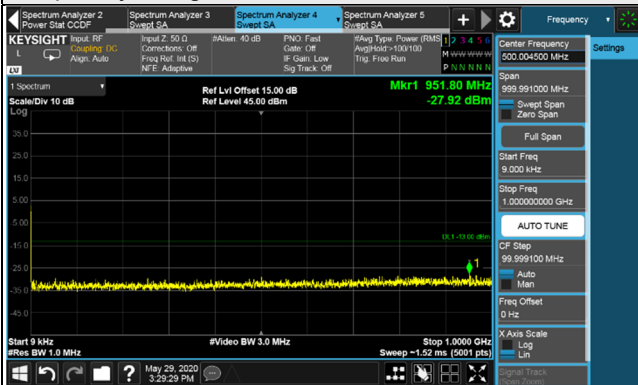 Spectrum Analyzer 2
Power Stat CCDF
Spectrum Analyzer 3
Swept SA
Spectrum Analyzer 4
Swept SA
Spectrum Analyzer 5
Swept SA
+
Frequency
Settings
KEYSIGHT
L
LXI
Input: RF
Coupling: DC
Align: Auto
Input Z: 50 Ω
Corrections: Off
Freq Ref: Int (S)
NFE: Adaptive
#Atten: 40 dB
PNO: Fast
Gate: Off
IF Gain: Low
Sig Track: Off
#Avg Type: Power (RMS
Avg|Hold:>100/100
Trig: Free Run
1 2 3 4 5 6
M W W W W W
P N N N N N
1 Spectrum
Scale/Div 10 dB
Log
Ref Lvl Offset 15.00 dB
Ref Level 45.00 dBm
Mkr1 951.80 MHz
-27.92 dBm
35.0
25.0
15.0
5.00
-5.00
-15.0
-25.0
-35.0
-45.0
DL1 -13.00 dBm
1
Start 9 kHz
#Res BW 1.0 MHz
#Video BW 3.0 MHz
Stop 1.0000 GHz
Sweep ~1.52 ms (5001 pts)
Center Frequency
500.004500 MHz
Span
999.991000 MHz
Swept Span
Zero Span
Full Span
Start Freq
9.000 kHz
Stop Freq
1.000000000 GHz
AUTO TUNE
CF Step
99.999100 MHz
Auto
Man
Freq Offset
0 Hz
X Axis Scale
Log
Lin
Signal Track
(Span Zoom)
?
May 29, 2020
3:29:29 PM